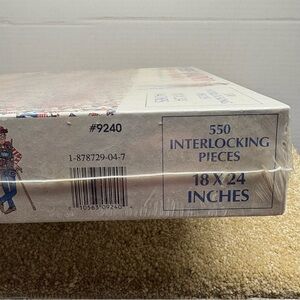 #9240
1-878729-04-7
550
INTERLOCKING
PIECES
18 X 24
INCHES